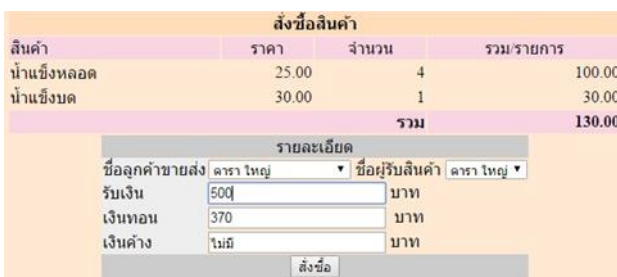 สั่งซื้อสินค้า
สินค้า ราคา จำนวน รวม/รายการ
น้ำแข็งหลอด 25.00 4 100.00
น้ำแข็งบด 30.00 1 30.00
รวม 130.00
รายละเอียด
ชื่อลูกค้าขายส่ง ดารา ใหญ่ ชื่อผู้รับสินค้า ดารา ใหญ่
รับเงิน 500 บาท
เงินทอน 370 บาท
เงินค้าง ไม่มี บาท
สั่งซื้อ